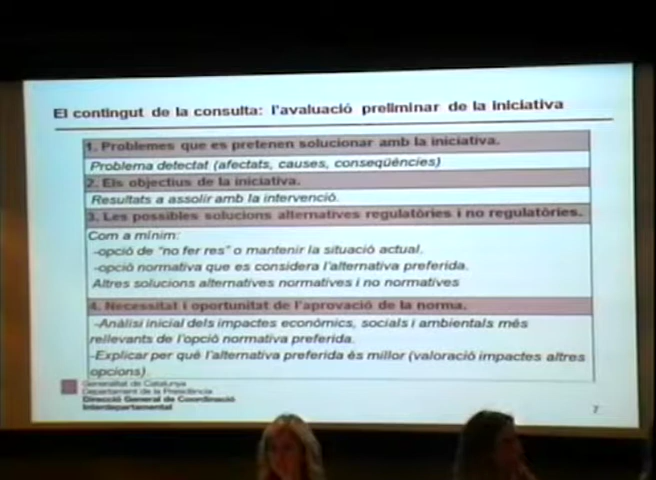 El contingut de la consulta: l'avaluació preliminar de la iniciativa
1. Problemes que es pretenen solucionar amb la iniciativa.
Problema detectat (afectats, causes, conseqüències)
2. Els objectius de la iniciativa.
Resultats a assolir amb la intervenció.
3. Les possibles solucions alternatives regulatòries i no regulatòries.
Com a mínim:
-opció de "no fer res" o mantenir la situació actual.
-opció normativa que es considera l'alternativa preferida.
Altres solucions alternatives normatives i no normatives
4. Necessitat i oportunitat de l'aprovació de la norma.
-Anàlisi inicial dels impactes econòmics, socials i ambientals més
rellevants de l'opció normativa preferida.
-Explicar per què l'alternativa preferida és millor (valoració impactes altres
opcions)
Generalitat de Catalunya
Departament de la Presidència
Direcció General de Coordinació
Interdepartamental
7